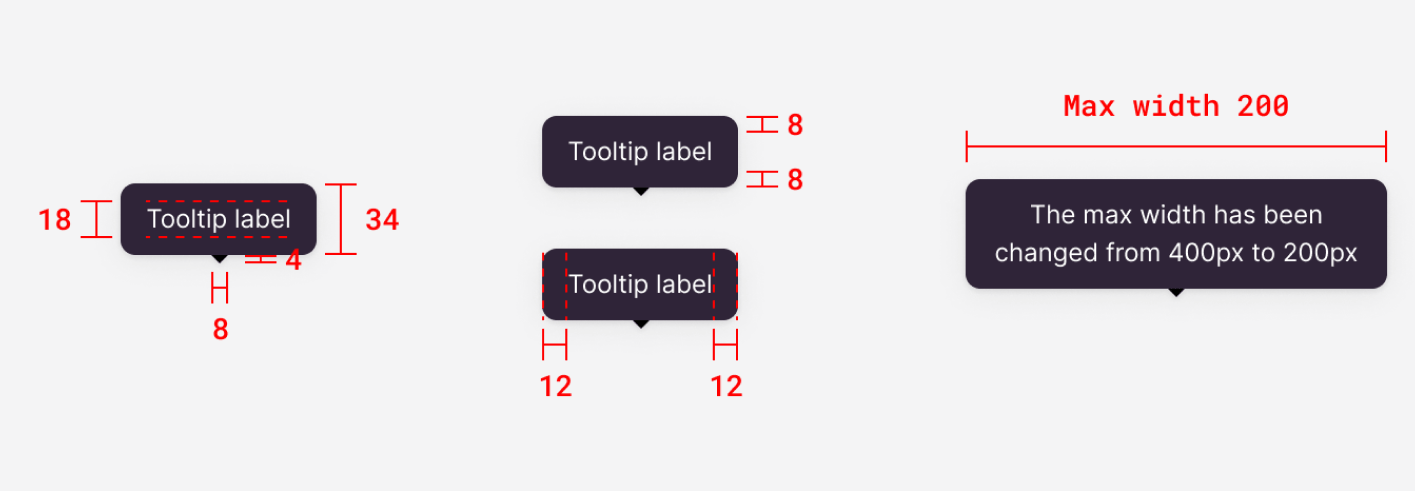 18
Tooltip label
34
4
8
Tooltip label
8
8
Tooltip label
12
12
Max width 200
The max width has been
changed from 400px to 200px